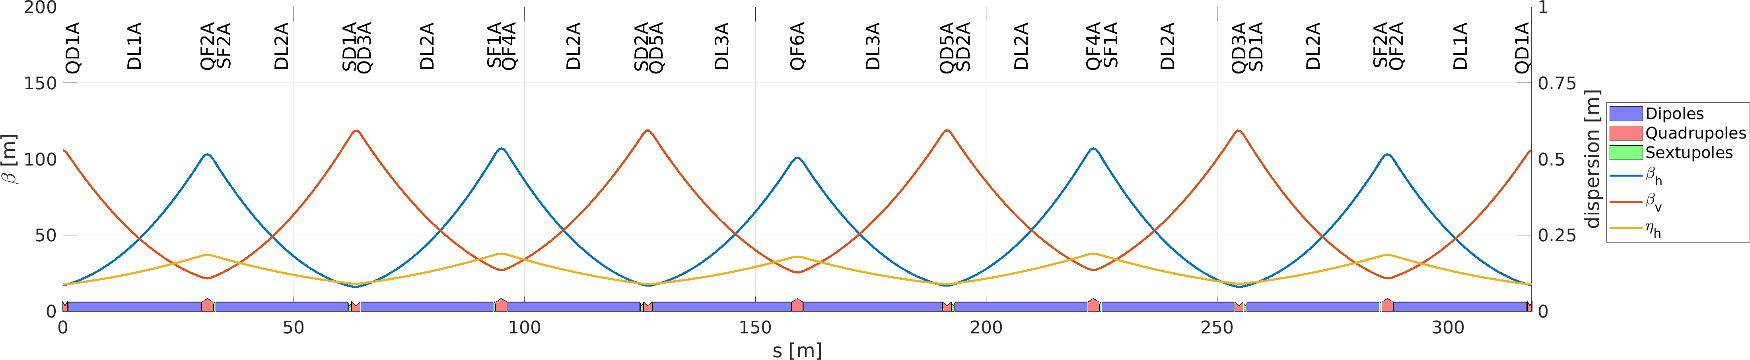 200
150
100
50
0
β [m]
QD1A
DL1A
QF2A
SF2A
DL2A
SD1A
QD3A
DL2A
SF1A
QF4A
DL2A
SD2A
QD5A
DL3A
QF6A
DL3A
QD5A
SD2A
DL2A
QF4A
SF1A
DL2A
QD3A
SD1A
DL2A
SF2A
QF2A
DL1A
QD1A
1
0.75
0.5
0.25
0
dispersion [m]
Dipoles
Quadrupoles
Sextupoles
βh
βv
ηh
0 50 100 150 200 250 300
s [m]